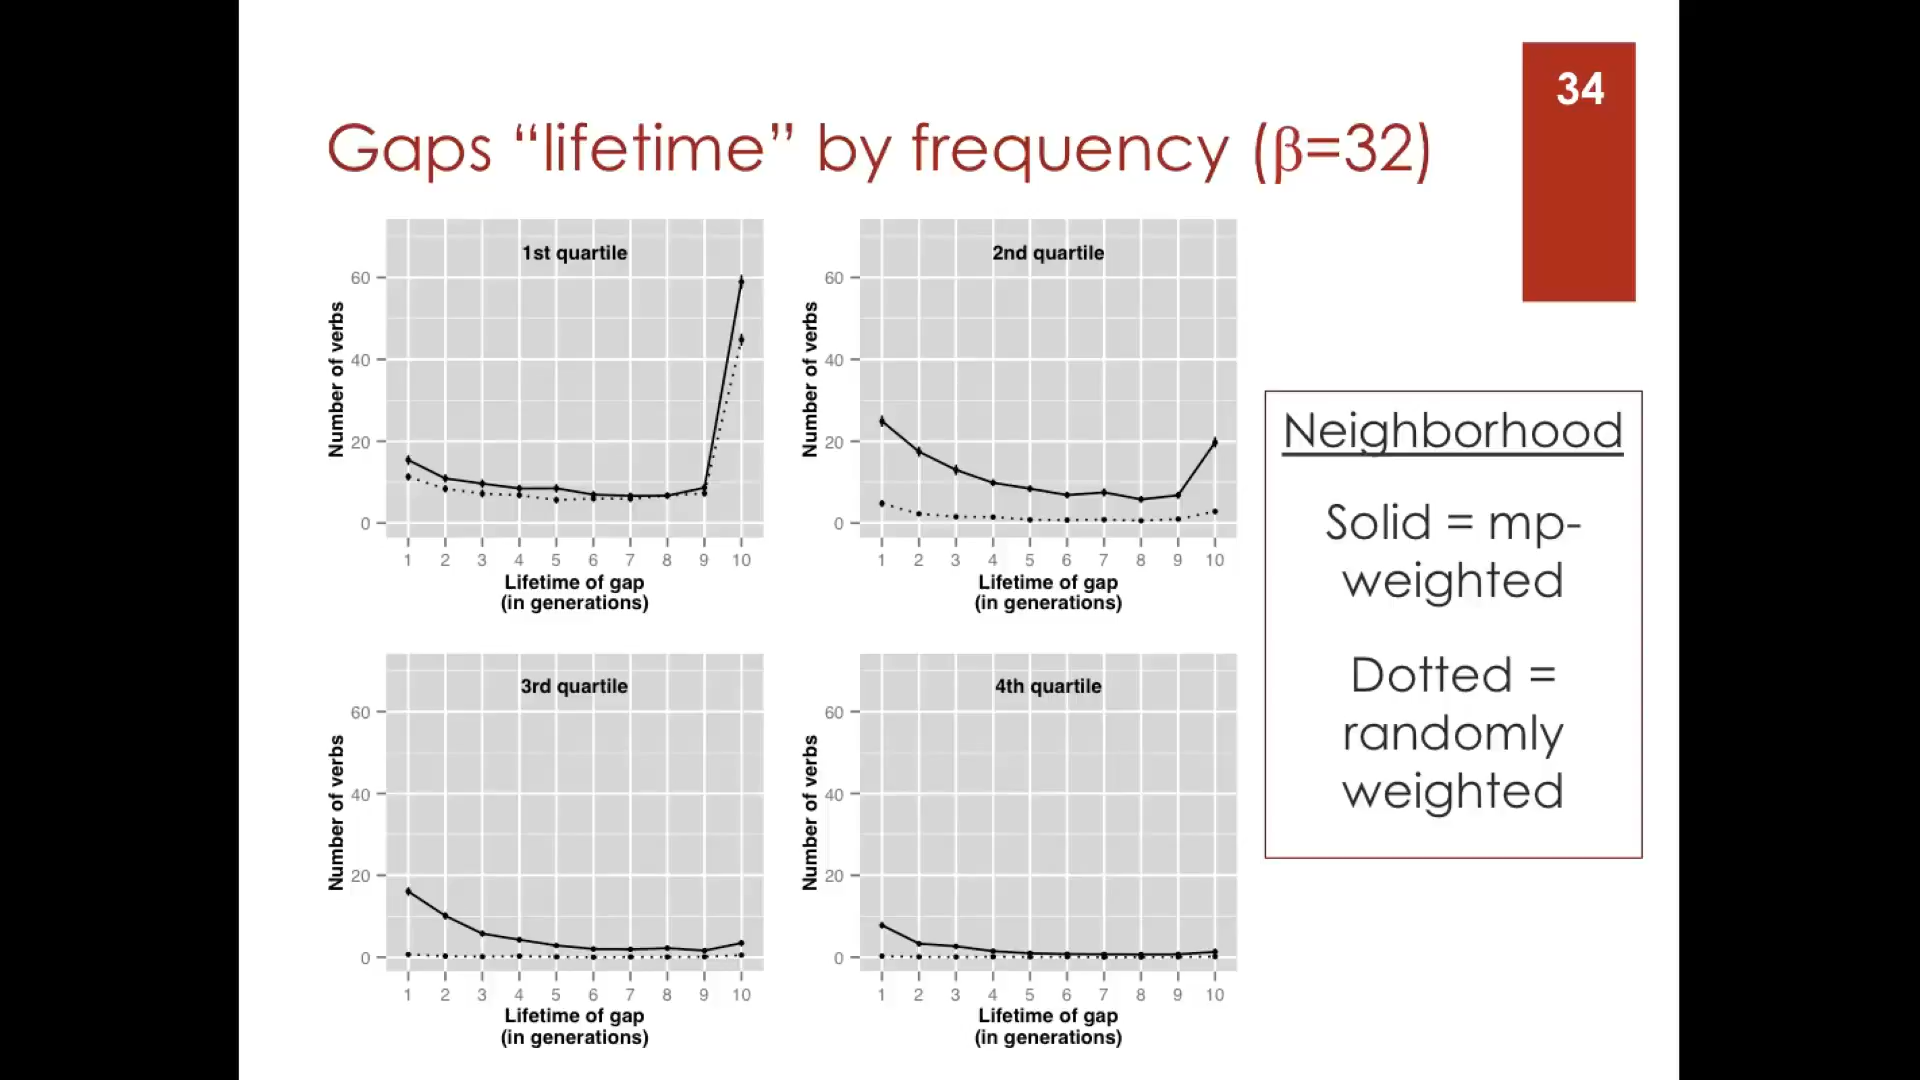 34
Gaps “lifetime” by frequency (β=32)
1st quartile
60
40
20
0
Number of verbs
1 2 3 4 5 6 7 8 9 10
Lifetime of gap
(in generations)
2nd quartile
60
40
20
0
Number of verbs
1 2 3 4 5 6 7 8 9 10
Lifetime of gap
(in generations)
3rd quartile
60
40
20
0
Number of verbs
1 2 3 4 5 6 7 8 9 10
Lifetime of gap
(in generations)
4th quartile
60
40
20
0
Number of verbs
1 2 3 4 5 6 7 8 9 10
Lifetime of gap
(in generations)
Neighborhood
Solid = mp-
weighted
Dotted =
randomly
weighted